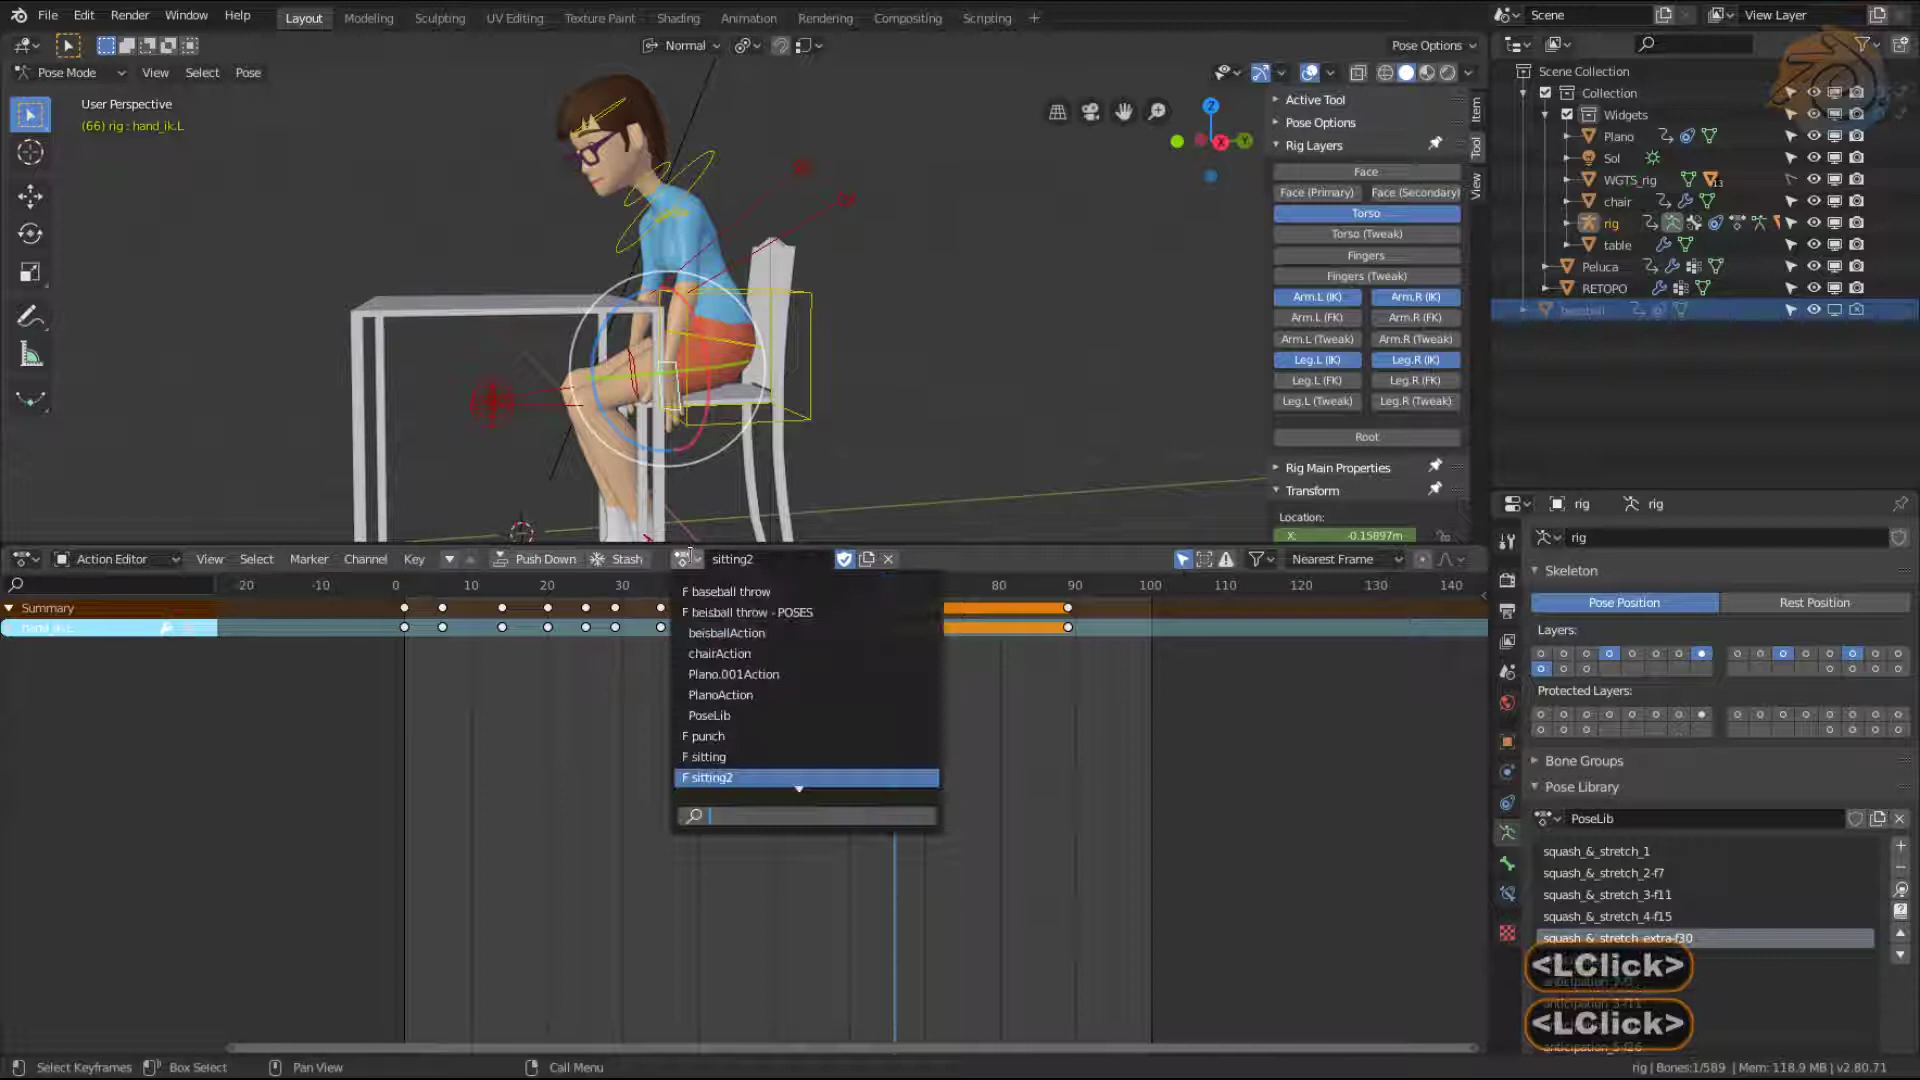 File Edit Render Window Help Layout Modeling Sculpting UV Editing Texture Paint Shading Animation Rendering Compositing Scripting + Scene View Layer
Normal Pose Options
Pose Mode View Select Pose
User Perspective
(66) rig : hand_ik.L
Z
X
Y
Active Tool
Pose Options
Rig Layers
Face
Face (Primary) Face (Secondary)
Torso
Torso (Tweak)
Fingers
Fingers (Tweak)
Arm.L (IK) Arm.R (IK)
Arm.L (FK) Arm.R (FK)
Arm.L (Tweak) Arm.R (Tweak)
Leg.L (IK) Leg.R (IK)
Leg.L (FK) Leg.R (FK)
Leg.L (Tweak) Leg.R (Tweak)
Root
Rig Main Properties
Transform
Location:
X: -0.15897m
Item
Tool
View
Scene Collection
Collection
Widgets
Plano
Sol
WGTS_rig 13
chair
rig
table
Peluca
RETOPO
rig rig
rig
Skeleton
Pose Position Rest Position
Layers:
Protected Layers:
Bone Groups
Pose Library
PoseLib
squash_&_stretch_1
squash_&_stretch_2-f7
squash_&_stretch_3-f11
squash_&_stretch_4-f15
squash_&_stretch_extra-f30
<LClick>
<LClick>
Action Editor View Select Marker Channel Key Push Down Stash sitting2 Nearest Frame
-20 -10 0 10 20 30 80 90 100 110 120 130 140
Summary
F baseball throw
F beisball throw - POSES
beisballAction
chairAction
Plano.001Action
PlanoAction
PoseLib
F punch
F sitting
F sitting2
Select Keyframes Box Select Pan View Call Menu rig | Bones:1/589 | Mem: 118.9 MB | v2.80.71